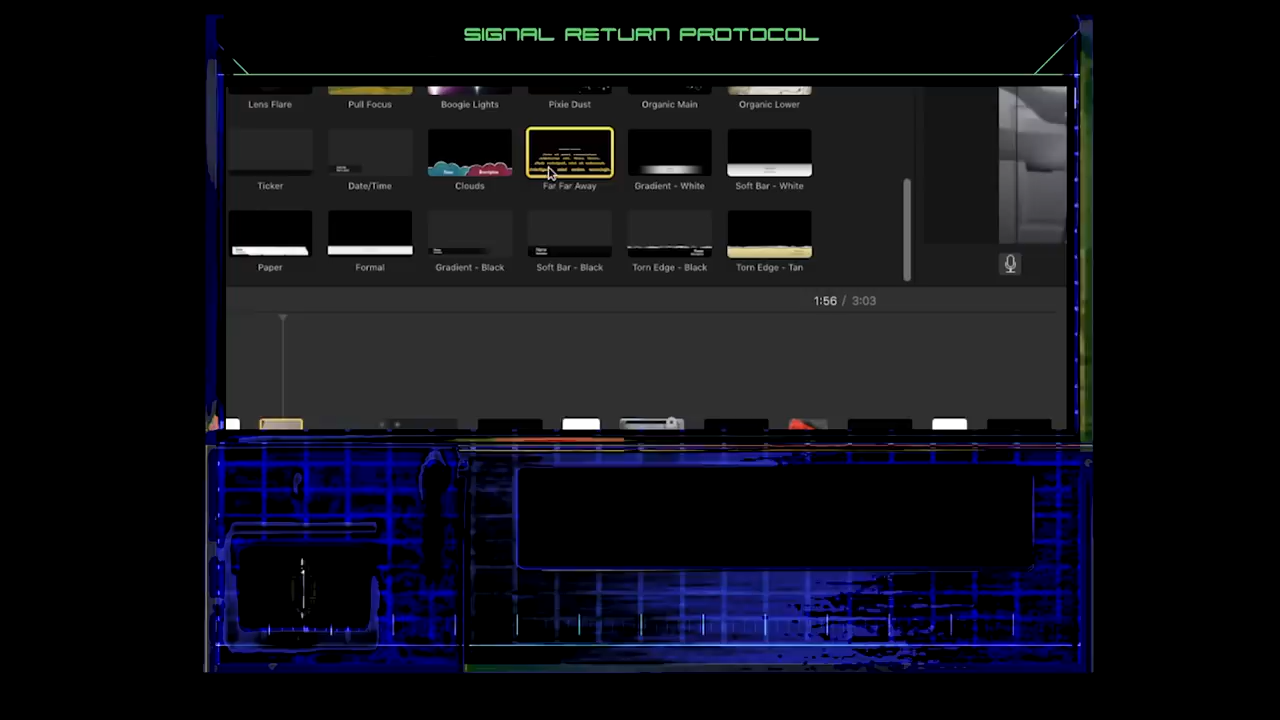 SIGNAL RETURN PROTOCOL
Lens Flare Pull Focus Boogie Lights Pixie Dust Organic Main Organic Lower
Ticker Date/Time Clouds Far Far Away Gradient - White Soft Bar - White
Paper Formal Gradient - Black Soft Bar - Black Torn Edge - Black Torn Edge - Tan
1:56 / 3:03